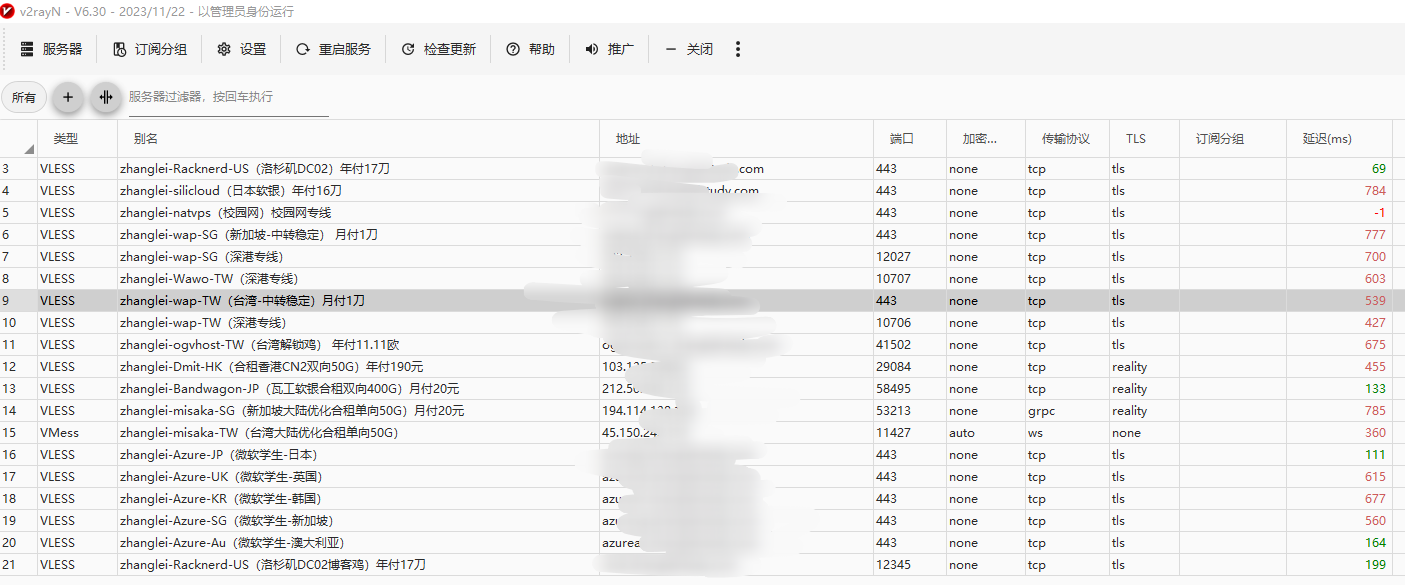 v2rayN - V6.30 - 2023/11/22 - 以管理员身份运行
服务器 订阅分组 设置 重启服务 检查更新 帮助 推广 关闭
所有 服务器过滤器，按回车执行
类型 别名 地址 端口 加密... 传输协议 TLS 订阅分组 延迟(ms)
3 VLESS zhanglei-Racknerd-US（洛杉矶DC02）年付17刀 .com 443 none tcp tls 69
4 VLESS zhanglei-silicloud（日本软银）年付16刀 tudy.com 443 none tcp tls 784
5 VLESS zhanglei-natvps（校园网）校园网专线 443 none tcp tls -1
6 VLESS zhanglei-wap-SG（新加坡-中转稳定） 月付1刀 443 none tcp tls 777
7 VLESS zhanglei-wap-SG（深港专线） 12027 none tcp tls 700
8 VLESS zhanglei-Wawo-TW（深港专线） 10707 none tcp tls 603
9 VLESS zhanglei-wap-TW（台湾-中转稳定）月付1刀 443 none tcp tls 539
10 VLESS zhanglei-wap-TW（深港专线） 10706 none tcp tls 427
11 VLESS zhanglei-ogvhost-TW（台湾解锁鸡） 年付11.11欧 41502 none tcp tls 675
12 VLESS zhanglei-Dmit-HK（合租香港CN2双向50G）年付190元 103. 29084 none tcp reality 455
13 VLESS zhanglei-Bandwagon-JP（瓦工软银合租双向400G）月付20元 212.5 58495 none tcp reality 133
14 VLESS zhanglei-misaka-SG（新加坡大陆优化合租单向50G）月付20元 194.114. 53213 none grpc reality 785
15 VMess zhanglei-misaka-TW（台湾大陆优化合租单向50G） 45.150.24 11427 auto ws none 360
16 VLESS zhanglei-Azure-JP（微软学生-日本） 443 none tcp tls 111
17 VLESS zhanglei-Azure-UK（微软学生-英国） azu 443 none tcp tls 615
18 VLESS zhanglei-Azure-KR（微软学生-韩国） azu 443 none tcp tls 677
19 VLESS zhanglei-Azure-SG（微软学生-新加坡） azu 443 none tcp tls 560
20 VLESS zhanglei-Azure-Au（微软学生-澳大利亚） azurea 443 none tcp tls 164
21 VLESS zhanglei-Racknerd-US（洛杉矶DC02博客鸡）年付17刀 12345 none tcp tls 199